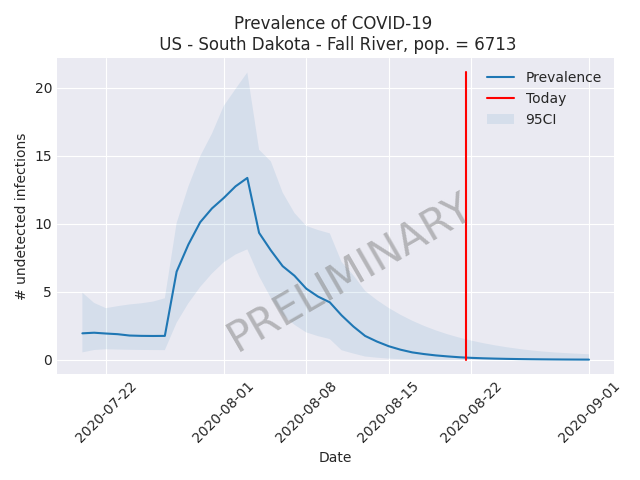 Prevalence of COVID-19
US - South Dakota - Fall River, pop. = 6713
# undetected infections
20
15
10
5
0
Prevalence
Today
95CI
PRELIMINARY
2020-07-22
2020-08-01
2020-08-08
2020-08-15
2020-08-22
2020-09-01
Date